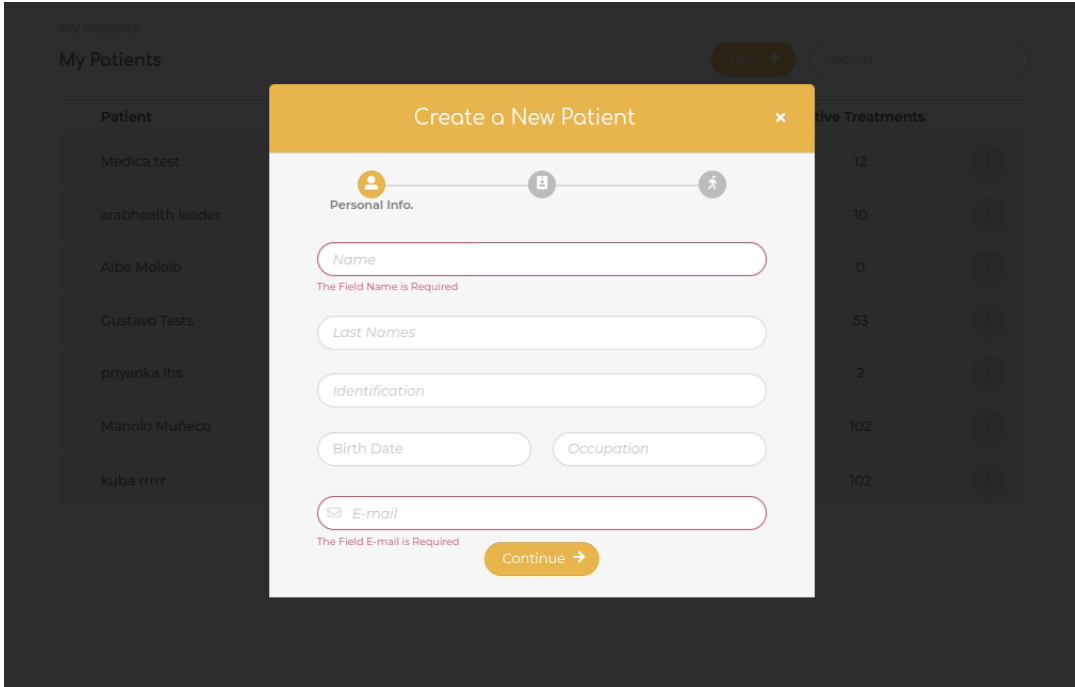 My Patients
My Patients
New +
Search
Patient
tive Treatments
Medica test
12
arabhealth leader
10
Albe Mololo
0
Gustavo Tests
53
priyanka lhs
2
Manolo Muñeco
102
kuba rrrrr
102
Create a New Patient ×
Personal Info.
Name
The Field Name is Required
Last Names
Identification
Birth Date
Occupation
E-mail
The Field E-mail is Required
Continue →